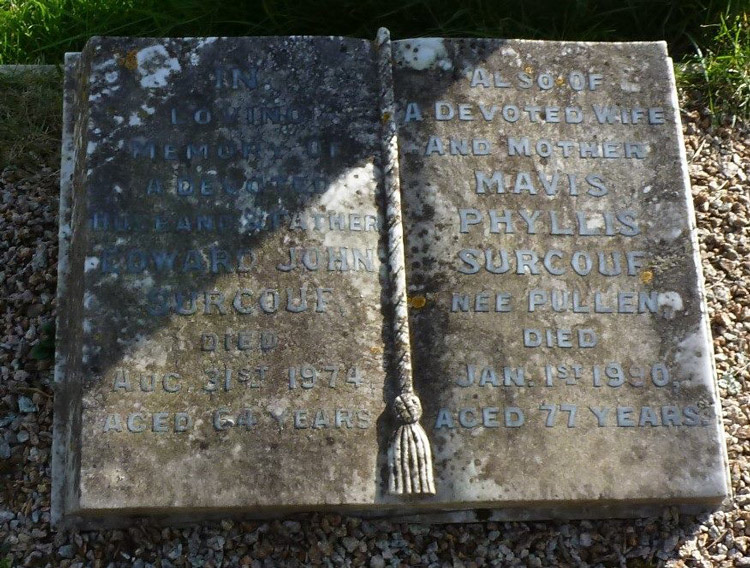 IN
LOVING
MEMORY OF
A DEVOTED
HUSBAND & FATHER
EDWARD JOHN
SURCOUF
DIED
AUG. 31ST 1974.
AGED 64 YEARS
ALSO OF
A DEVOTED WIFE
AND MOTHER
MAVIS
PHYLLIS
SURCOUF
NÉE PULLEN
DIED
JAN. 1ST 1990.
AGED 77 YEARS.